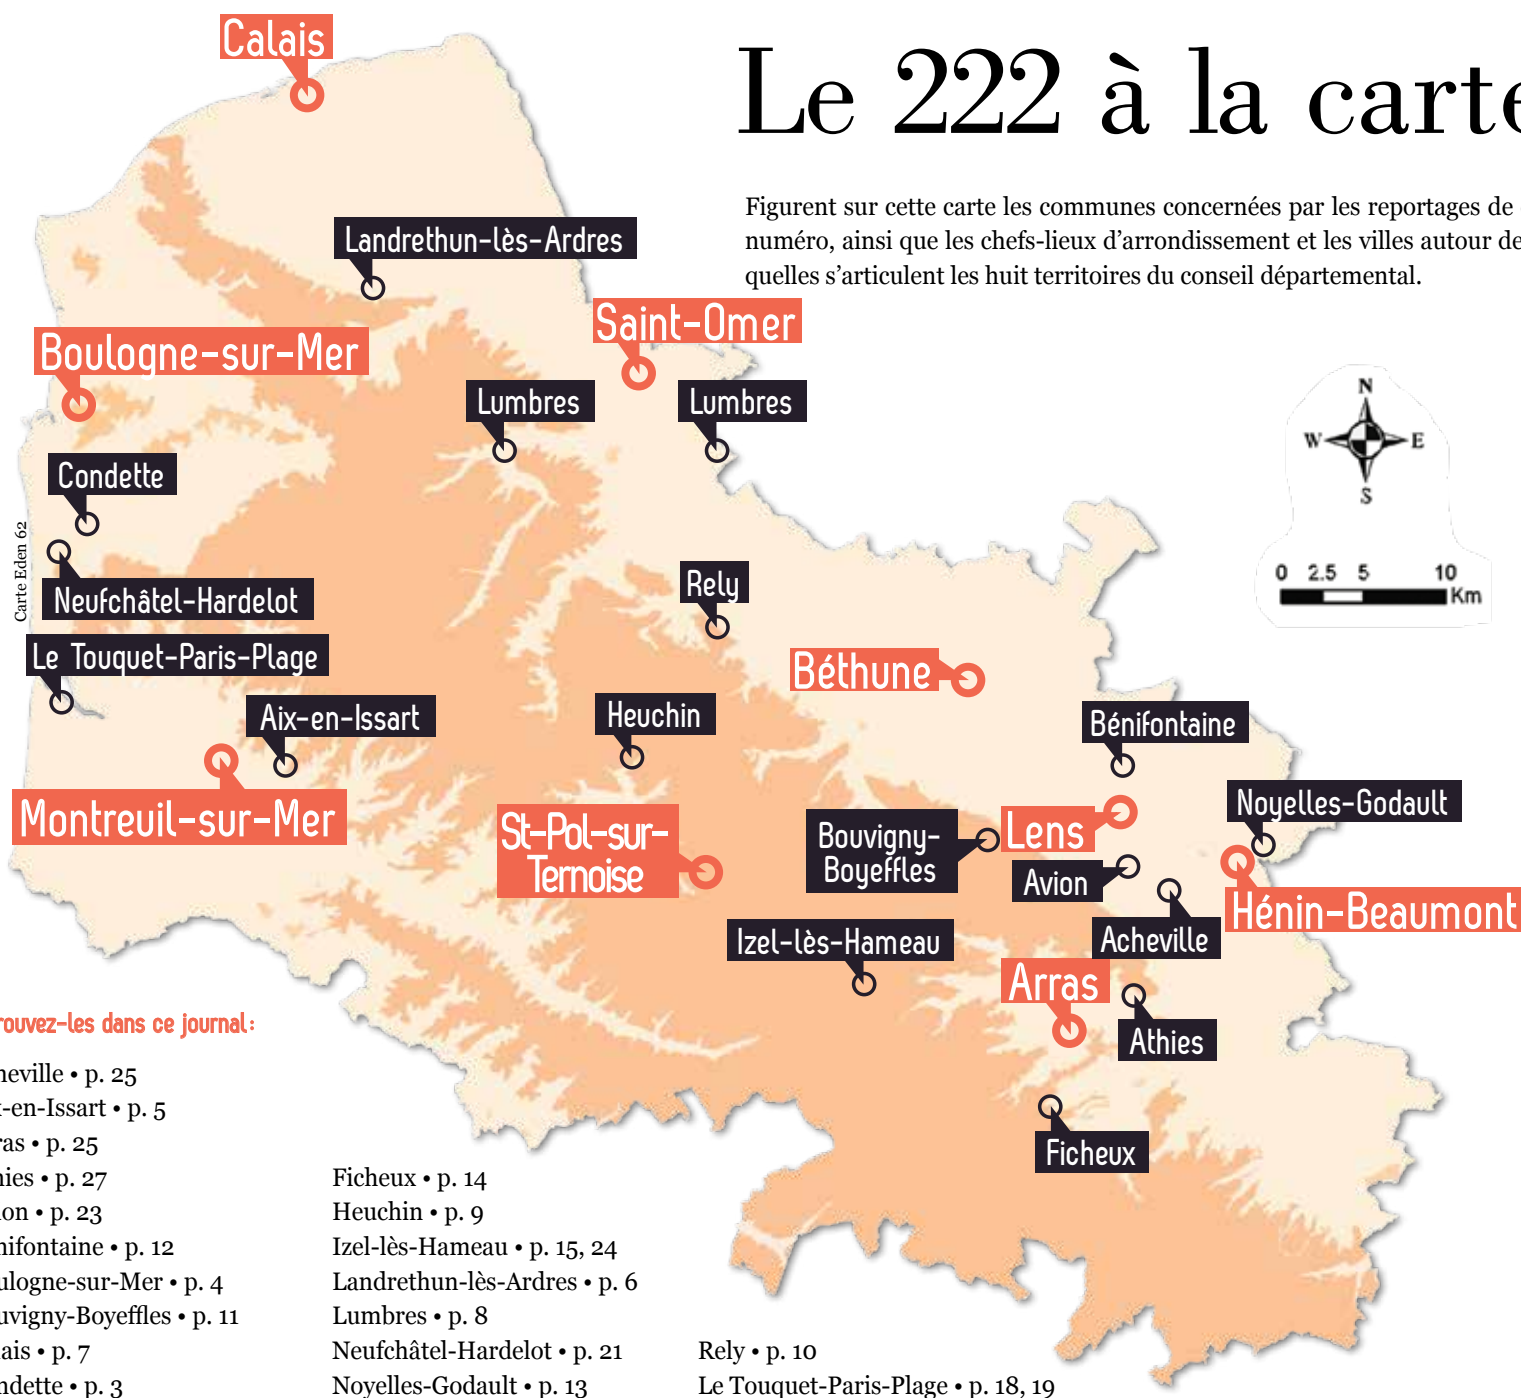 Le 222 à la carte
Figurent sur cette carte les communes concernées par les reportages de
numéro, ainsi que les chefs-lieux d'arrondissement et les villes autour de
quelles s'articulent les huit territoires du conseil départemental.
Calais
Landrethun-lès-Ardres
Saint-Omer
Boulogne-sur-Mer
Lumbres
Lumbres
Condette
Neufchâtel-Hardelot
Carte Eden 62
Le Touquet-Paris-Plage
Rely
Béthune
Aix-en-Issart
Heuchin
Bénifontaine
Montreuil-sur-Mer
St-Pol-sur-
Ternoise
Bouvigny-
Boyeffles
Lens
Noyelles-Godault
Avion
Hénin-Beaumont
Acheville
Izel-lès-Hameau
Arras
Athies
Ficheux
N
W E
S
0 2.5 5 10
Km
rouvez-les dans ce journal:
heville • p. 25
x-en-Issart • p. 5
ras • p. 25
hies • p. 27
ion • p. 23
nifontaine • p. 12
ulogne-sur-Mer • p. 4
uvigny-Boyeffles • p. 11
lais • p. 7
ndette • p. 3
Ficheux • p. 14
Heuchin • p. 9
Izel-lès-Hameau • p. 15, 24
Landrethun-lès-Ardres • p. 6
Lumbres • p. 8
Neufchâtel-Hardelot • p. 21
Noyelles-Godault • p. 13
Rely • p. 10
Le Touquet-Paris-Plage • p. 18, 19